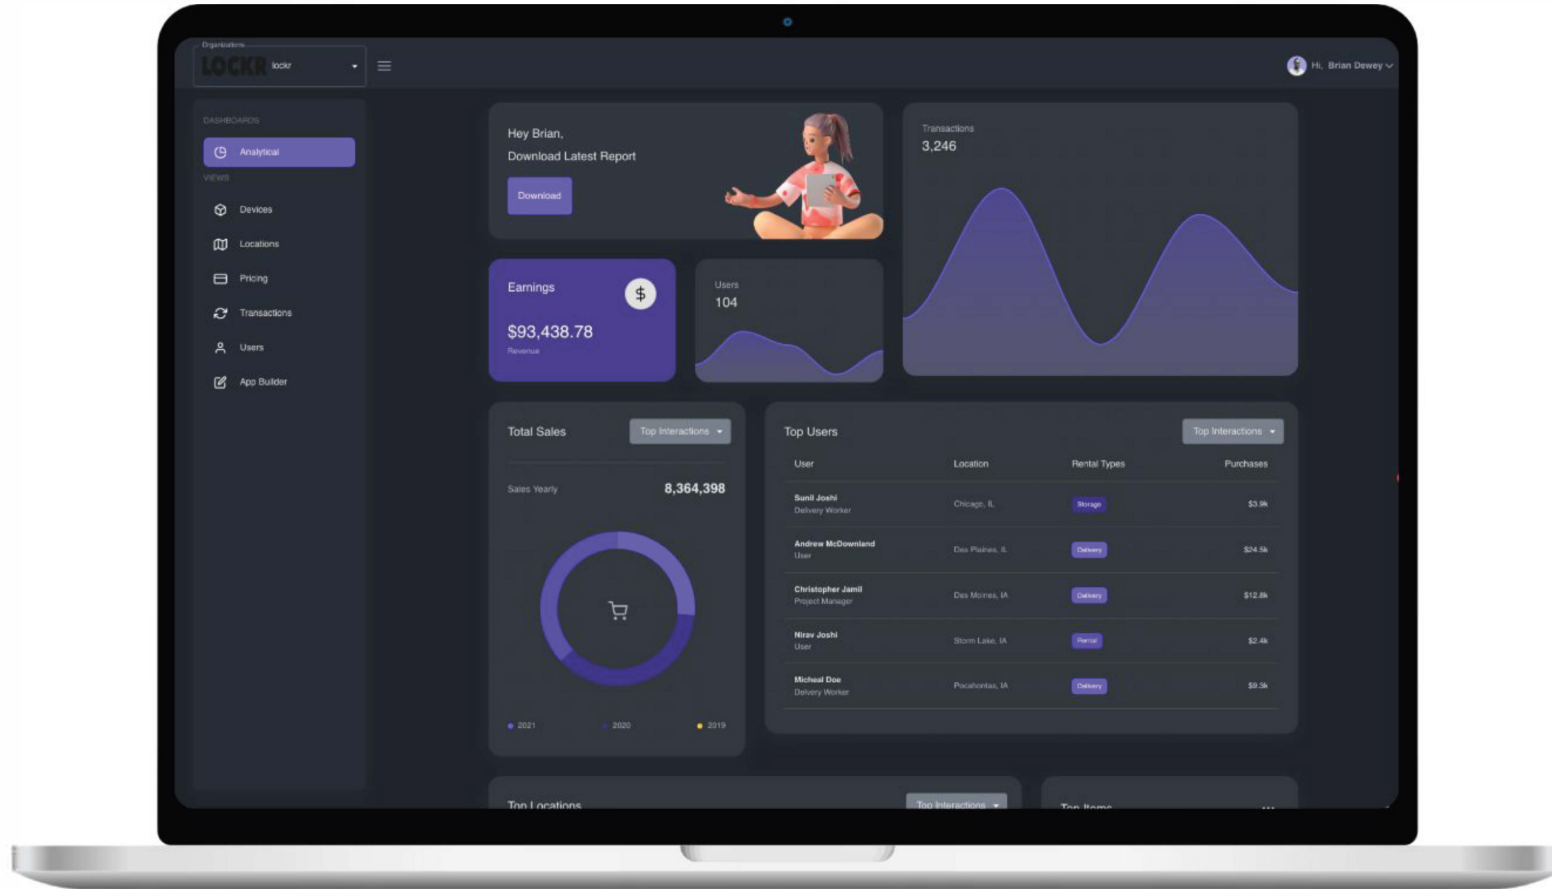 Organizations
LOCKR lockr
Hi, Brian Dewey
DASHBOARDS
Analytical
VIEWS
Devices
Locations
Pricing
Transactions
Users
App Builder
Hey Brian,
Download Latest Report
Download
Transactions
3,246
Earnings
$
$93,438.78
Revenue
Users
104
Total Sales
Top Interactions
Sales Yearly 8,364,398
2021 2020 2019
Top Users
Top Interactions
User Location Rental Types Purchases
Sunil Joshi
Delivery Worker
Chicago, IL Storage $3.9k
Andrew McDownland
User
Des Plaines, IL Delivery $24.5k
Christopher Jamil
Project Manager
Des Moines, IA Delivery $12.8k
Nirav Joshi
User
Storm Lake, IA Rental $2.4k
Micheal Doe
Delivery Worker
Pocahontas, IA Delivery $9.3k
Top Locations
Top Interactions
Top Items